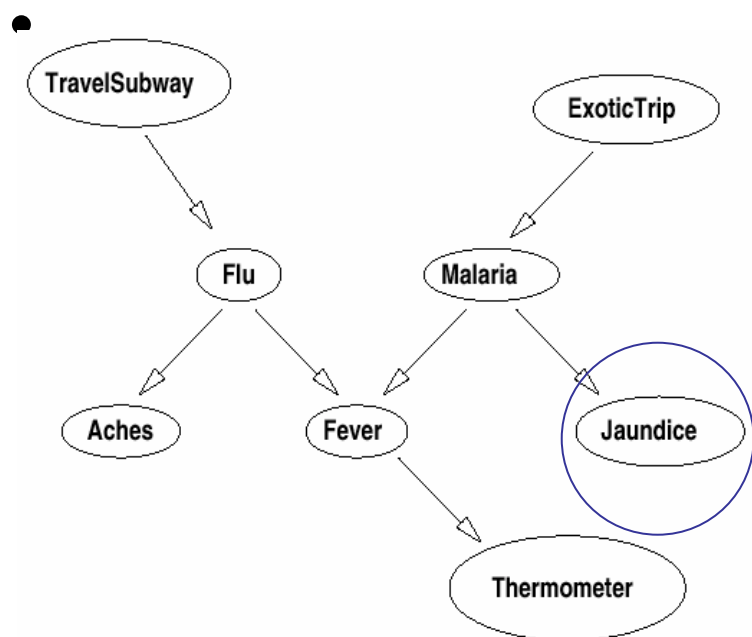 TravelSubway
ExoticTrip
Flu
Malaria
Aches
Fever
Jaundice
Thermometer